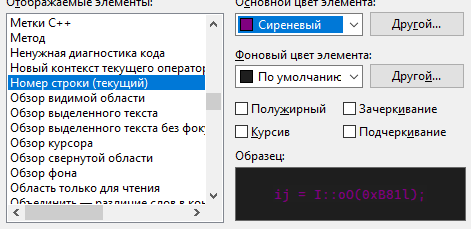 Отображаемые элементы:
Метки C++
Метод
Ненужная диагностика кода
Новый контекст текущего оператор
Номер строки (текущий)
Обзор видимой области
Обзор выделенного текста
Обзор выделенного текста без фоку
Обзор курсора
Обзор свернутой области
Обзор фона
Область только для чтения
Объединить — различие слов в кон
Основной цвет элемента:
Сиреневый
Другой...
Фоновый цвет элемента:
По умолчанию
Другой...
Полужирный
Зачеркивание
Курсив
Подчеркивание
Образец:
ij = I::oO(0xB81l);